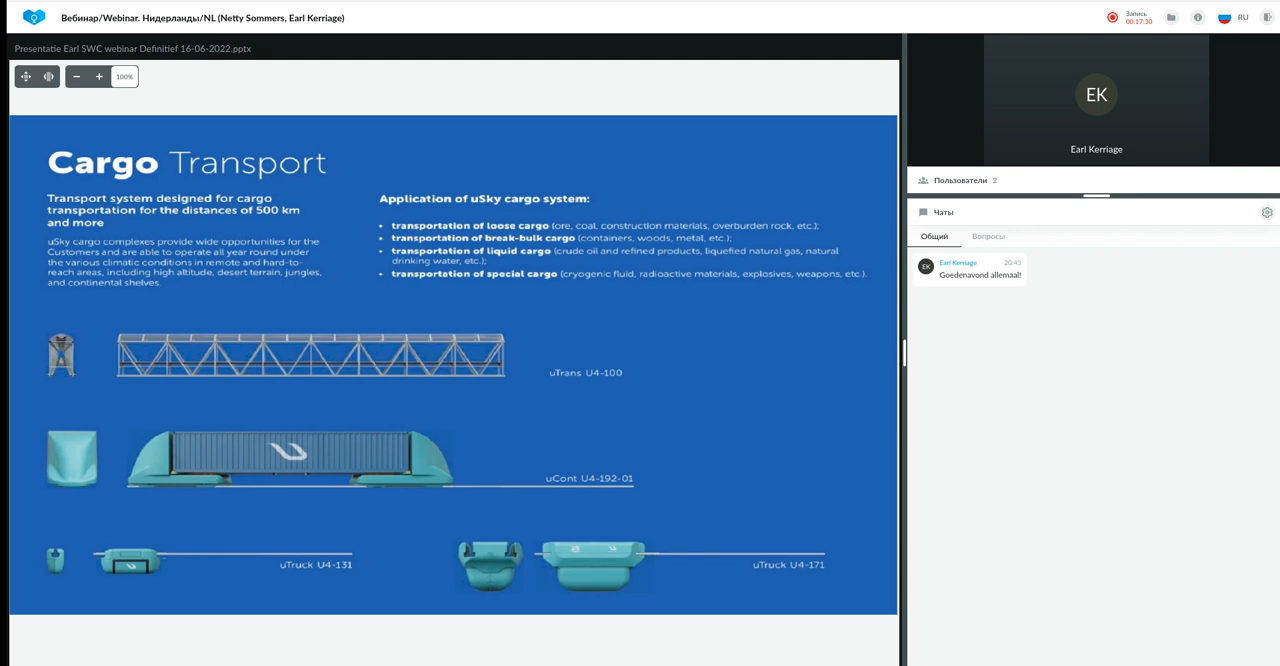 Вебинар/Webinar. Нидерланды/NL (Netty Sommers, Earl Kerriage)
Запись
00:17:30
RU
Presentatie Earl SWC webinar Definitief 16-06-2022.pptx
100%
Cargo Transport
Transport system designed for cargo
transportation for the distances of 500 km
and more
uSky cargo complexes provide wide opportunities for the
Customers and are able to operate all year round under
the various climatic conditions in remote and hard-to-
reach areas, including high altitude, desert terrain, jungles,
and continental shelves.
Application of uSky cargo system:
• transportation of loose cargo (ore, coal, construction materials, overburden rock, etc.);
• transportation of break-bulk cargo (containers, woods, metal, etc.);
• transportation of liquid cargo (crude oil and refined products, liquefied natural gas, natural
drinking water, etc.);
• transportation of special cargo (cryogenic fluid, radioactive materials, explosives, weapons, etc.).
uTrans U4-100
uCont U4-192-01
uTruck U4-131
uTruck U4-171
EK
Earl Kerriage
Пользователи 2
Чаты
Общий
Вопросы
EK
Earl Kerriage 20:43
Goedenavond allemaal!